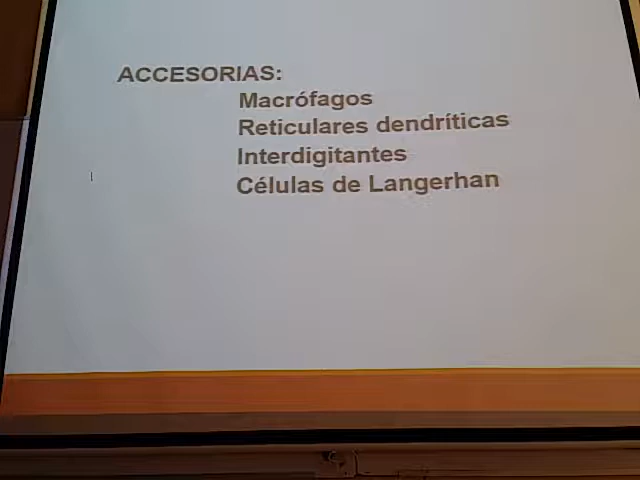 ACCESORIAS:
Macrófagos
Reticulares dendríticas
Interdigitantes
Células de Langerhan